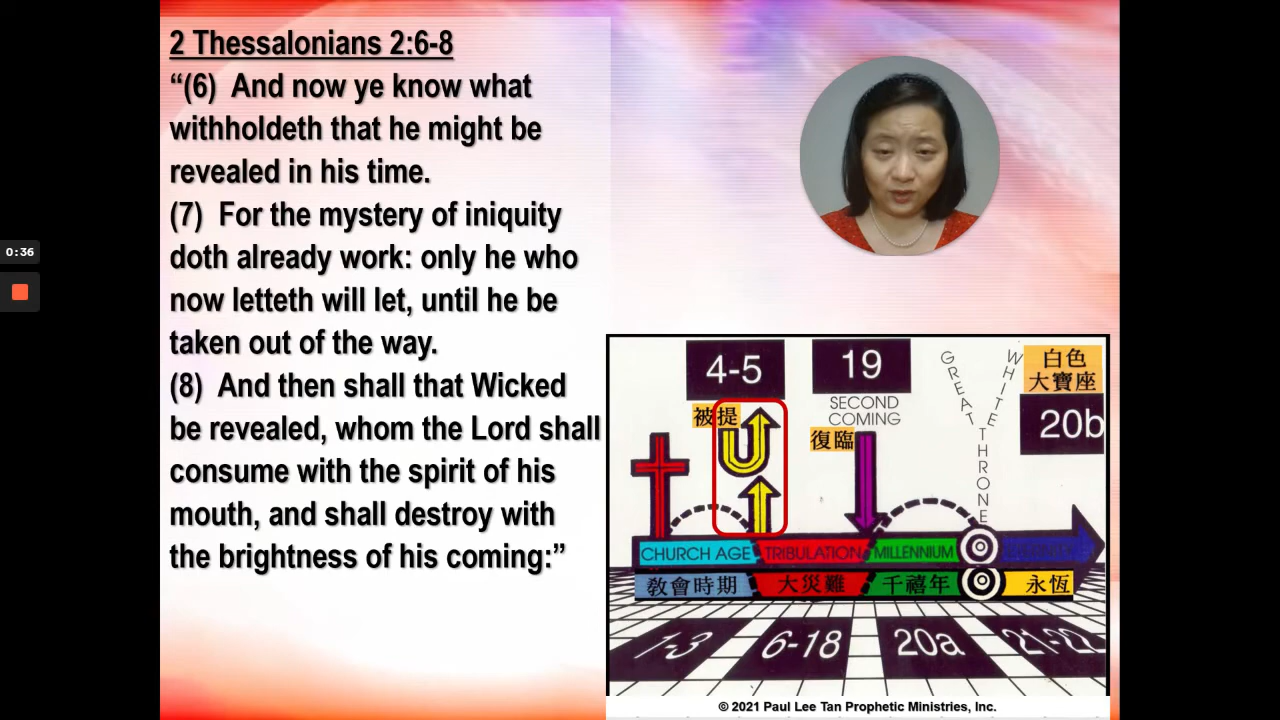 2 Thessalonians 2:6-8
“(6) And now ye know what
withholdeth that he might be
revealed in his time.
(7) For the mystery of iniquity
doth already work: only he who
now letteth will let, until he be
taken out of the way.
(8) And then shall that Wicked
be revealed, whom the Lord shall
consume with the spirit of his
mouth, and shall destroy with
the brightness of his coming:”
0:36
4-5
19
SECOND
COMING
GREAT WHITE THRONE
白色
大寶座
20b
被提
復臨
CHURCH AGE
TRIBULATION
MILLENNIUM
教會時期
大災難
千禧年
永恆
1-3
6-18
20a
21-22
© 2021 Paul Lee Tan Prophetic Ministries, Inc.